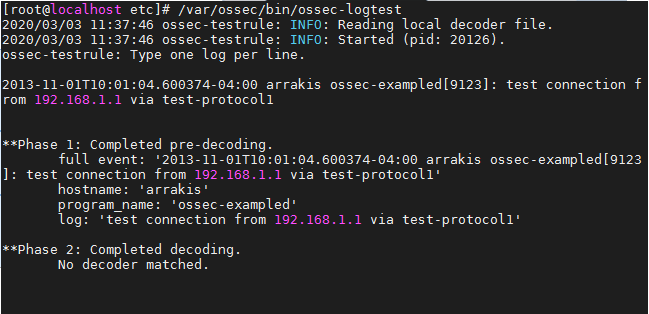 [root@localhost etc]# /var/ossec/bin/ossec-logtest
2020/03/03 11:37:46 ossec-testrule: INFO: Reading local decoder file.
2020/03/03 11:37:46 ossec-testrule: INFO: Started (pid: 20126).
ossec-testrule: Type one log per line.
2013-11-01T10:01:04.600374-04:00 arrakis ossec-exampled[9123]: test connection f
rom 192.168.1.1 via test-protocol1
**Phase 1: Completed pre-decoding.
full event: '2013-11-01T10:01:04.600374-04:00 arrakis ossec-exampled[9123
]: test connection from 192.168.1.1 via test-protocol1'
hostname: 'arrakis'
program_name: 'ossec-exampled'
log: 'test connection from 192.168.1.1 via test-protocol1'
**Phase 2: Completed decoding.
No decoder matched.